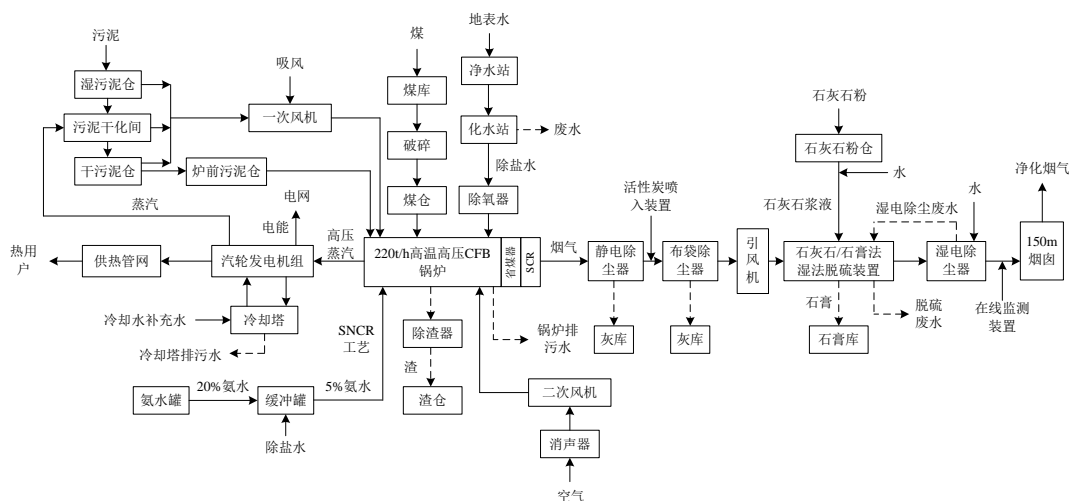 污泥
湿污泥仓
污泥干化间
干污泥仓
炉前污泥仓
蒸汽
吸风
一次风机
煤
煤库
破碎
煤仓
地表水
净水站
化水站
废水
除盐水
除氧器
电网
电能
热用
户
供热管网
汽轮发电机组
高压
蒸汽
220t/h高温高压CFB
锅炉
省煤器
SCR
烟气
活性炭喷
入装置
静电除
尘器
布袋除
尘器
引
风
机
石灰石粉
石灰石粉仓
水
石灰石浆液
湿电除尘废水
石灰石/石膏法
湿法脱硫装置
水
湿电除
尘器
净化烟气
150m
烟囱
在线监测
装置
石膏
石膏库
脱硫
废水
灰库
灰库
冷却水补充水
冷却塔
冷却塔排污水
SNCR
工艺
除渣器
渣
渣仓
锅炉排
污水
氨水罐
20%氨水
缓冲罐
5%氨水
除盐水
二次风机
消声器
空气